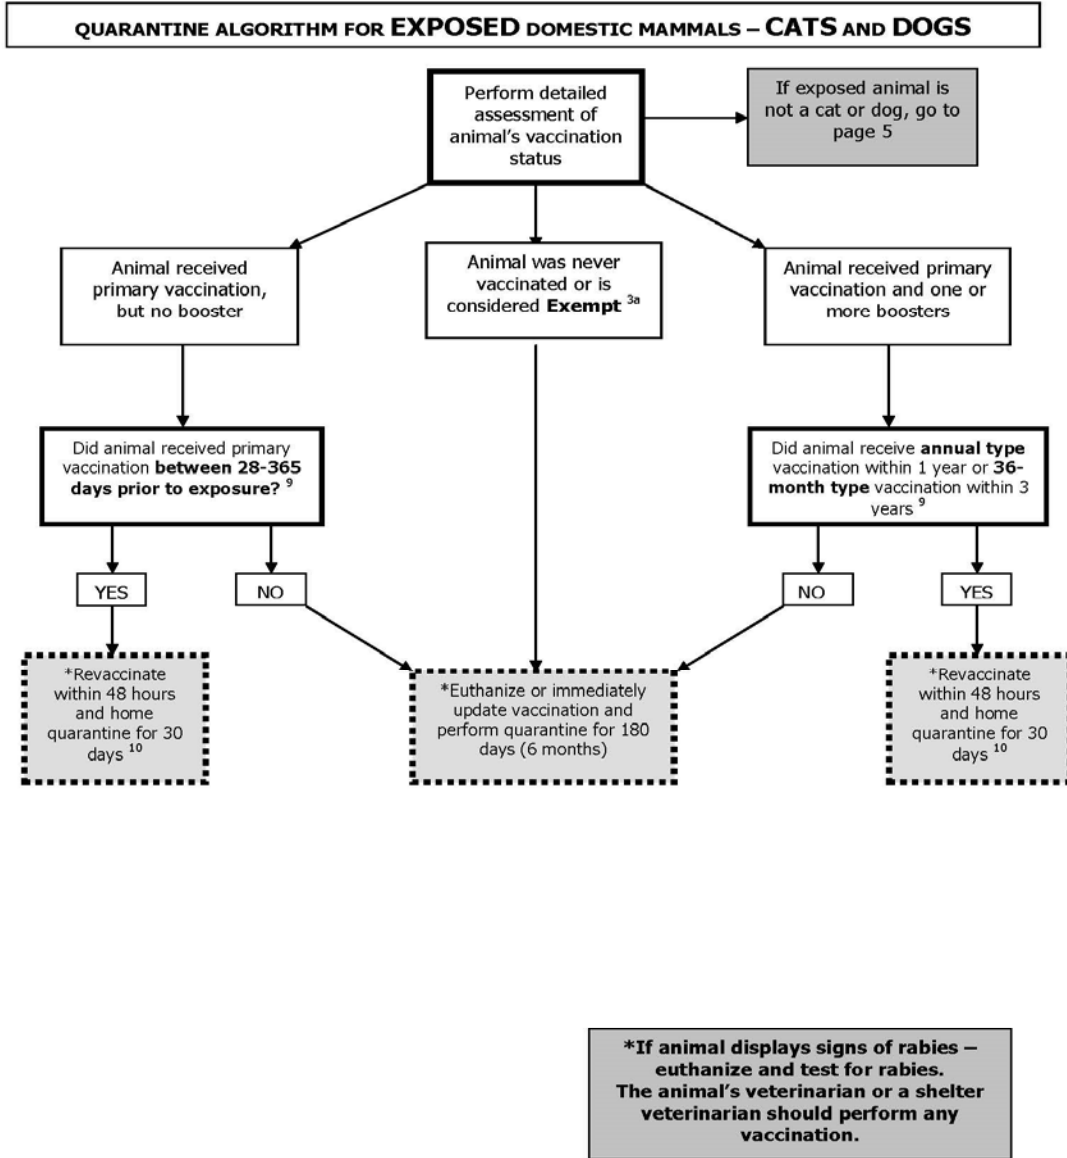 QUARANTINE ALGORITHM FOR EXPOSED DOMESTIC MAMMALS – CATS AND DOGS
Perform detailed
assessment of
animal's vaccination
status
If exposed animal is
not a cat or dog, go to
page 5
Animal received
primary vaccination,
but no booster
Animal was never
vaccinated or is
considered Exempt 3a
Animal received primary
vaccination and one or
more boosters
Did animal received primary
vaccination between 28-365
days prior to exposure? 9
Did animal receive annual type
vaccination within 1 year or 36-
month type vaccination within 3
years 9
YES
NO
NO
YES
*Revaccinate
within 48 hours
and home
quarantine for 30
days 10
*Euthanize or immediately
update vaccination and
perform quarantine for 180
days (6 months)
*Revaccinate
within 48 hours
and home
quarantine for 30
days 10
*If animal displays signs of rabies –
euthanize and test for rabies.
The animal's veterinarian or a shelter
veterinarian should perform any
vaccination.